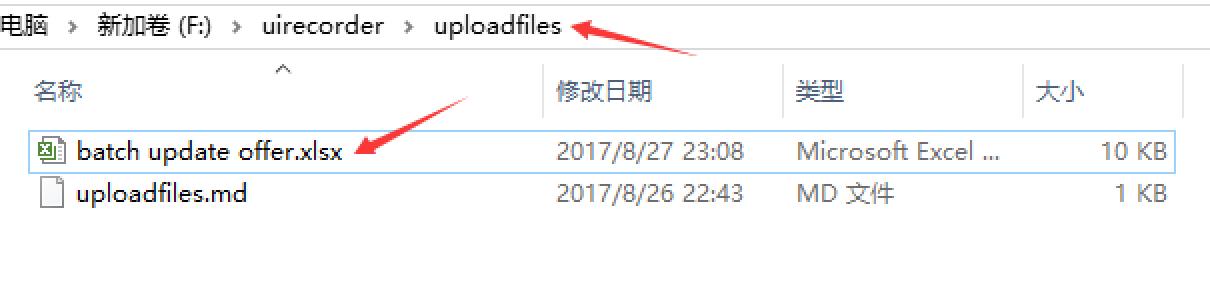 电脑 › 新加卷 (F:) › uirecorder › uploadfiles
名称 修改日期 类型 大小
batch update offer.xlsx 2017/8/27 23:08 Microsoft Excel ... 10 KB
uploadfiles.md 2017/8/26 22:43 MD 文件 1 KB